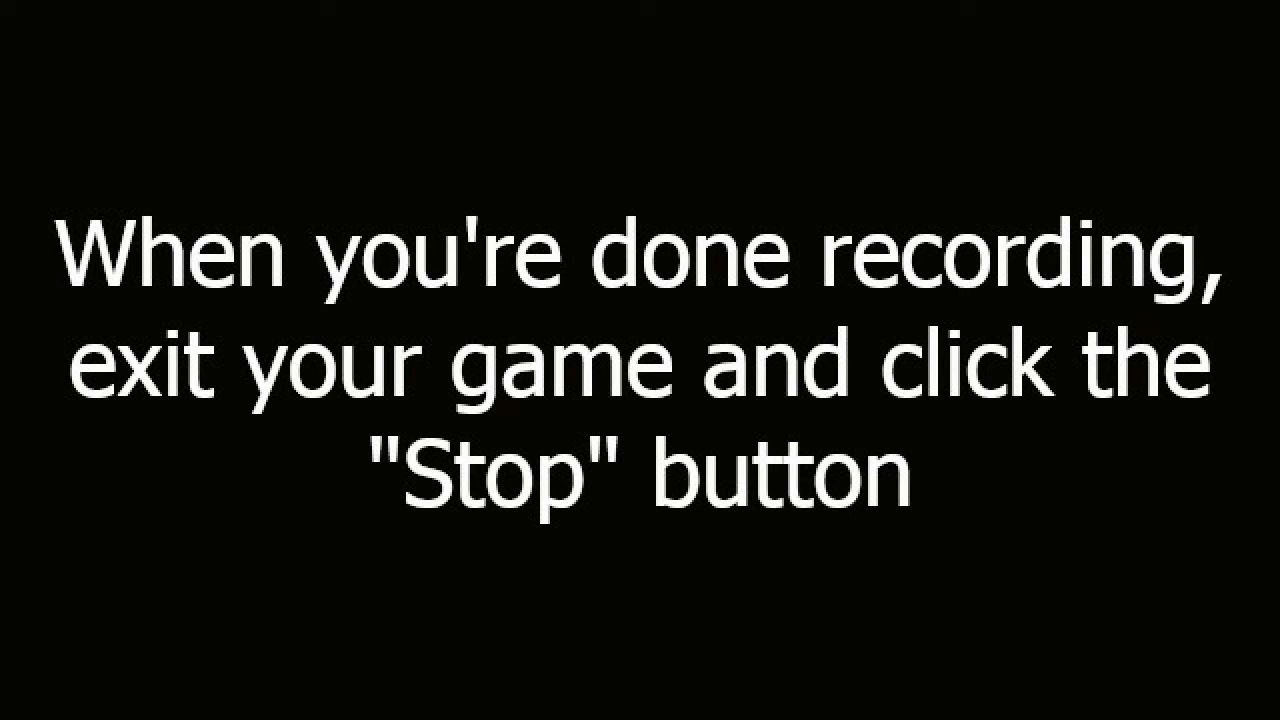 When you're done recording,
exit your game and click the
"Stop" button